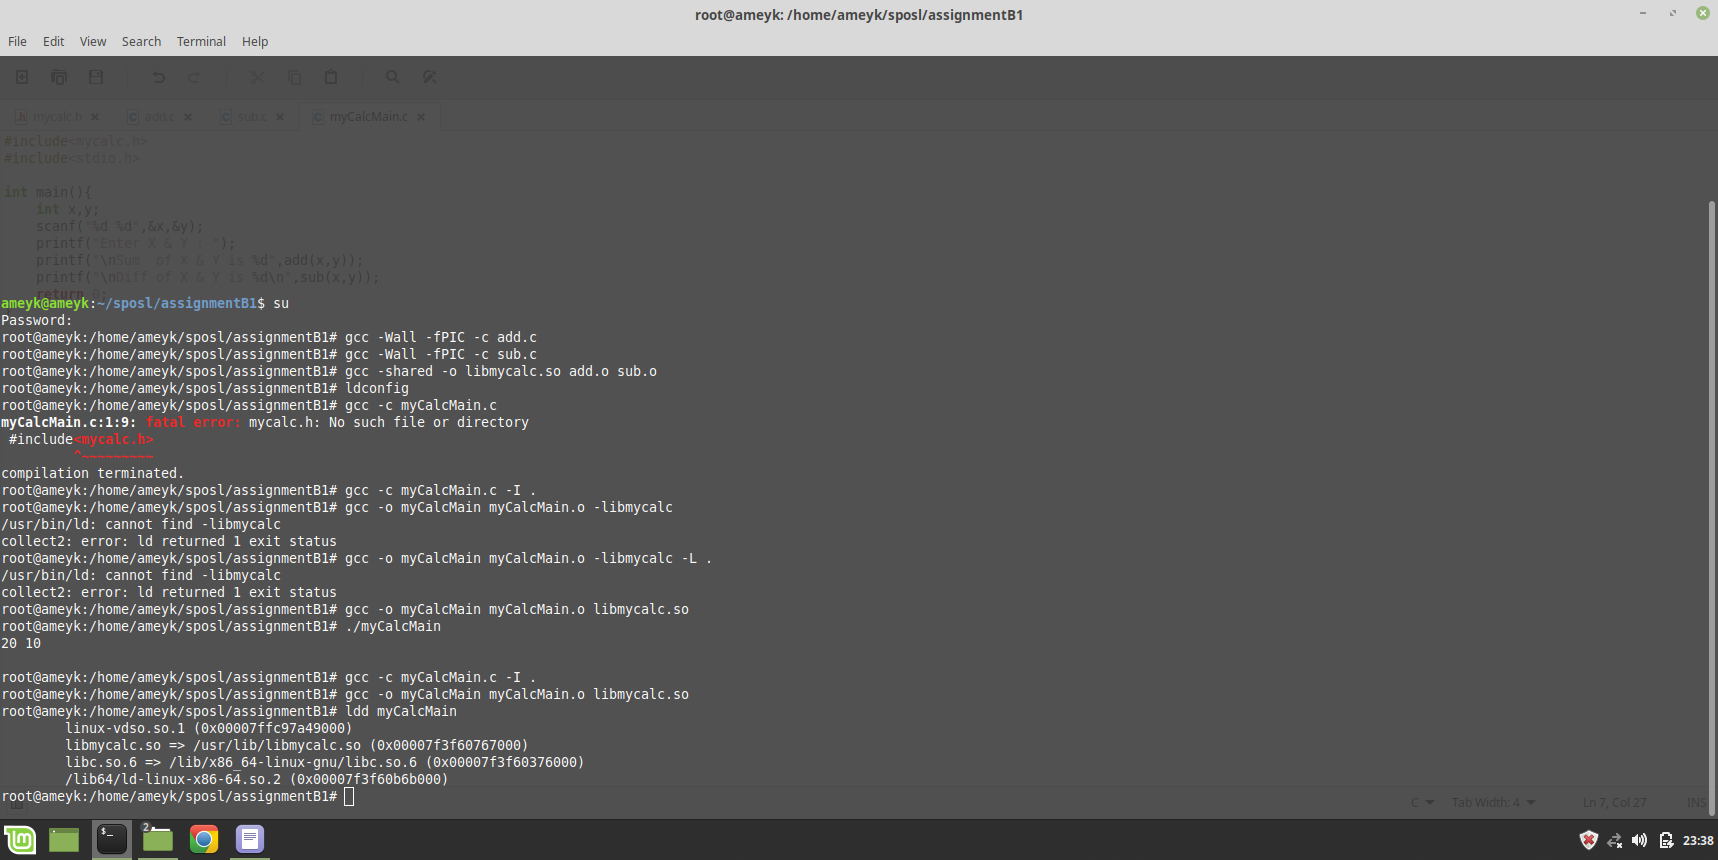 root@ameyk: /home/ameyk/sposl/assignmentB1
File Edit View Search Terminal Help
mycalc.h add.c sub.c myCalcMain.c
#include<mycalc.h>
#include<stdio.h>
int main(){
int x,y;
scanf("%d %d",&x,&y);
printf("Enter X & Y : ");
printf("\nSum  of X & Y is %d",add(x,y));
printf("\nDiff of X & Y is %d\n",sub(x,y));
return 0;
ameyk@ameyk:~/sposl/assignmentB1$ su
Password:
root@ameyk:/home/ameyk/sposl/assignmentB1# gcc -Wall -fPIC -c add.c
root@ameyk:/home/ameyk/sposl/assignmentB1# gcc -Wall -fPIC -c sub.c
root@ameyk:/home/ameyk/sposl/assignmentB1# gcc -shared -o libmycalc.so add.o sub.o
root@ameyk:/home/ameyk/sposl/assignmentB1# ldconfig
root@ameyk:/home/ameyk/sposl/assignmentB1# gcc -c myCalcMain.c
myCalcMain.c:1:9: fatal error: mycalc.h: No such file or directory
#include<mycalc.h>
^~~~~~~~~~
compilation terminated.
root@ameyk:/home/ameyk/sposl/assignmentB1# gcc -c myCalcMain.c -I .
root@ameyk:/home/ameyk/sposl/assignmentB1# gcc -o myCalcMain myCalcMain.o -libmycalc
/usr/bin/ld: cannot find -libmycalc
collect2: error: ld returned 1 exit status
root@ameyk:/home/ameyk/sposl/assignmentB1# gcc -o myCalcMain myCalcMain.o -libmycalc -L .
/usr/bin/ld: cannot find -libmycalc
collect2: error: ld returned 1 exit status
root@ameyk:/home/ameyk/sposl/assignmentB1# gcc -o myCalcMain myCalcMain.o libmycalc.so
root@ameyk:/home/ameyk/sposl/assignmentB1# ./myCalcMain
20 10
root@ameyk:/home/ameyk/sposl/assignmentB1# gcc -c myCalcMain.c -I .
root@ameyk:/home/ameyk/sposl/assignmentB1# gcc -o myCalcMain myCalcMain.o libmycalc.so
root@ameyk:/home/ameyk/sposl/assignmentB1# ldd myCalcMain
linux-vdso.so.1 (0x00007ffc97a49000)
libmycalc.so => /usr/lib/libmycalc.so (0x00007f3f60767000)
libc.so.6 => /lib/x86_64-linux-gnu/libc.so.6 (0x00007f3f60376000)
/lib64/ld-linux-x86-64.so.2 (0x00007f3f60b6b000)
root@ameyk:/home/ameyk/sposl/assignmentB1#
C Tab Width: 4 Ln 7, Col 27 INS
2
$_
23:38